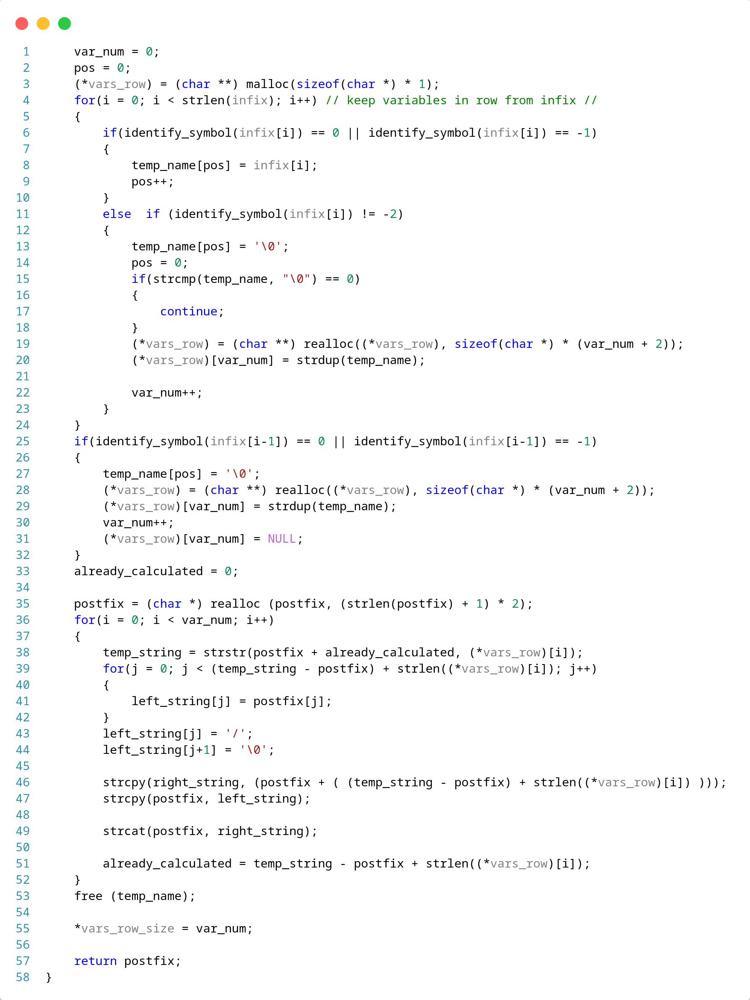 1 var_num = 0;
2 pos = 0;
3 (*vars_row) = (char **) malloc(sizeof(char *) * 1);
4 for(i = 0; i < strlen(infix); i++) // keep variables in row from infix //
5 {
6 if(identify_symbol(infix[i]) == 0 || identify_symbol(infix[i]) == -1)
7 {
8 temp_name[pos] = infix[i];
9 pos++;
10 }
11 else  if (identify_symbol(infix[i]) != -2)
12 {
13 temp_name[pos] = '\0';
14 pos = 0;
15 if(strcmp(temp_name, "\0") == 0)
16 {
17 continue;
18 }
19 (*vars_row) = (char **) realloc((*vars_row), sizeof(char *) * (var_num + 2));
20 (*vars_row)[var_num] = strdup(temp_name);
21
22 var_num++;
23 }
24 }
25 if(identify_symbol(infix[i-1]) == 0 || identify_symbol(infix[i-1]) == -1)
26 {
27 temp_name[pos] = '\0';
28 (*vars_row) = (char **) realloc((*vars_row), sizeof(char *) * (var_num + 2));
29 (*vars_row)[var_num] = strdup(temp_name);
30 var_num++;
31 (*vars_row)[var_num] = NULL;
32 }
33 already_calculated = 0;
34
35 postfix = (char *) realloc (postfix, (strlen(postfix) + 1) * 2);
36 for(i = 0; i < var_num; i++)
37 {
38 temp_string = strstr(postfix + already_calculated, (*vars_row)[i]);
39 for(j = 0; j < (temp_string - postfix) + strlen((*vars_row)[i]); j++)
40 {
41 left_string[j] = postfix[j];
42 }
43 left_string[j] = '/';
44 left_string[j+1] = '\0';
45
46 strcpy(right_string, (postfix + ( (temp_string - postfix) + strlen((*vars_row)[i]) )));
47 strcpy(postfix, left_string);
48
49 strcat(postfix, right_string);
50
51 already_calculated = temp_string - postfix + strlen((*vars_row)[i]);
52 }
53 free (temp_name);
54
55 *vars_row_size = var_num;
56
57 return postfix;
58 }